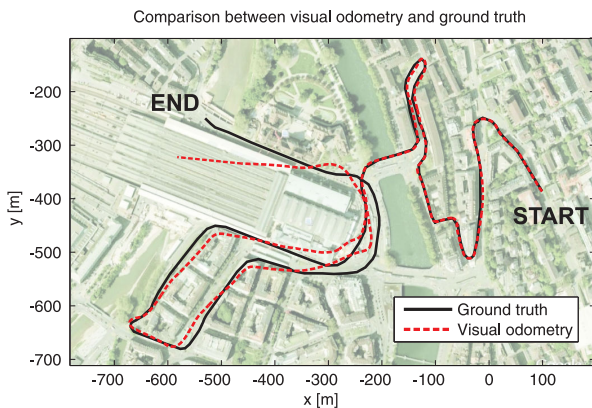 Comparison between visual odometry and ground truth
-100
-200
-300
-400
-500
-600
-700
y [m]
END
START
Ground truth
Visual odometry
-700 -600 -500 -400 -300 -200 -100 0 100
x [m]